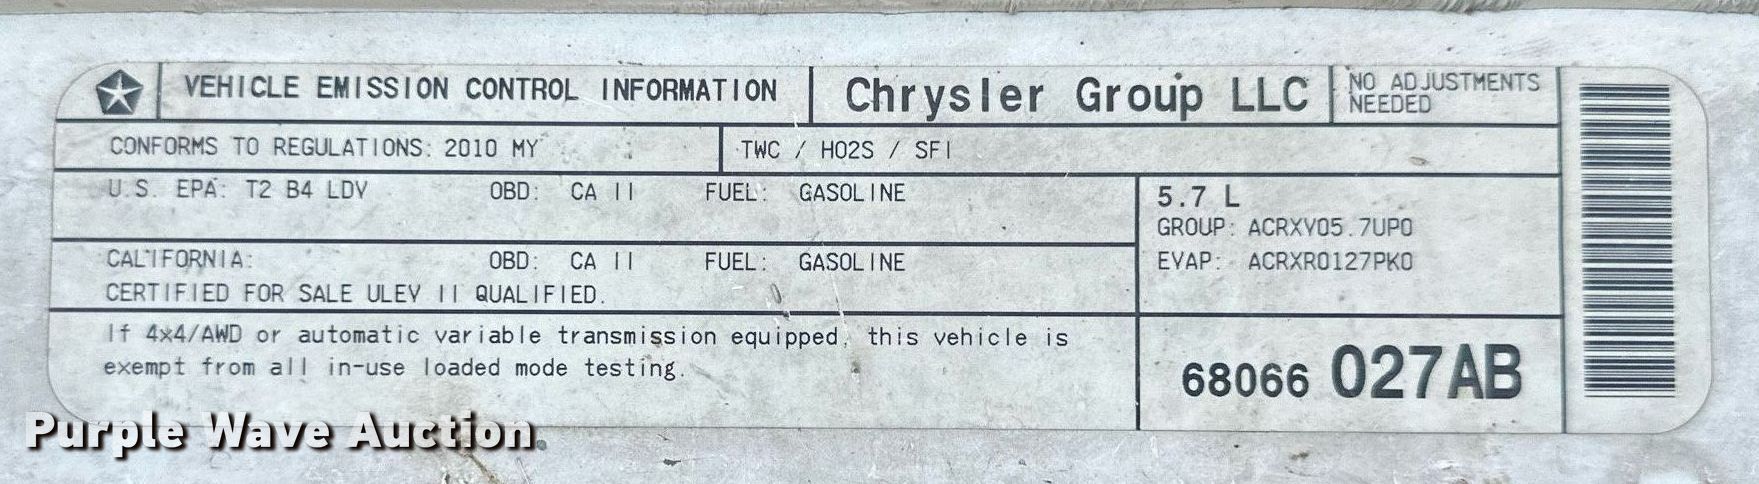 VEHICLE EMISSION CONTROL INFORMATION
Chrysler Group LLC
NO ADJUSTMENTS
NEEDED
CONFORMS TO REGULATIONS: 2010 MY
TWC / HO2S / SFI
U.S. EPA: T2 B4 LDV OBD: CA II FUEL: GASOLINE
5.7 L
GROUP: ACRXV05.7UP0
EVAP: ACRXR0127PK0
CALIFORNIA: OBD: CA II FUEL: GASOLINE
CERTIFIED FOR SALE ULEV II QUALIFIED.
If 4x4/AWD or automatic variable transmission equipped, this vehicle is
exempt from all in-use loaded mode testing.
68066 027AB
Purple Wave Auction